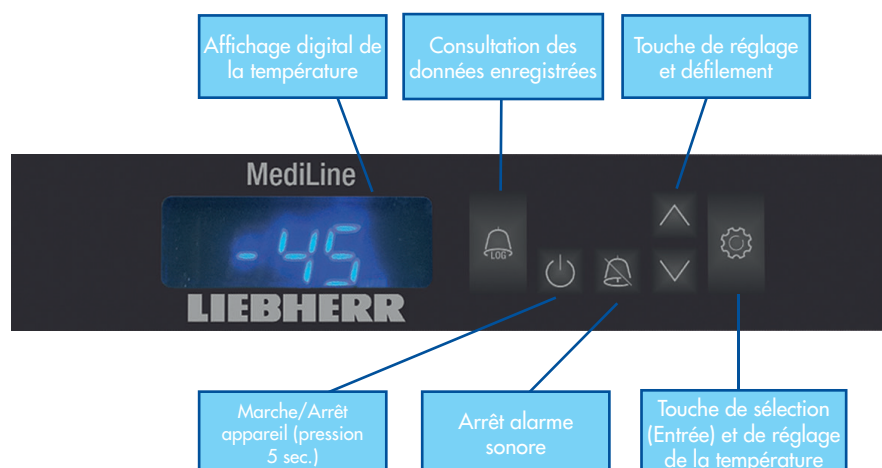 Affichage digital de
la température
Consultation des
données enregistrées
Touche de réglage
et défilement
MediLine
-45
LIEBHERR
LOG
Marche/Arrêt
appareil (pression
5 sec.)
Arrêt alarme
sonore
Touche de sélection
(Entrée) et de réglage
de la température